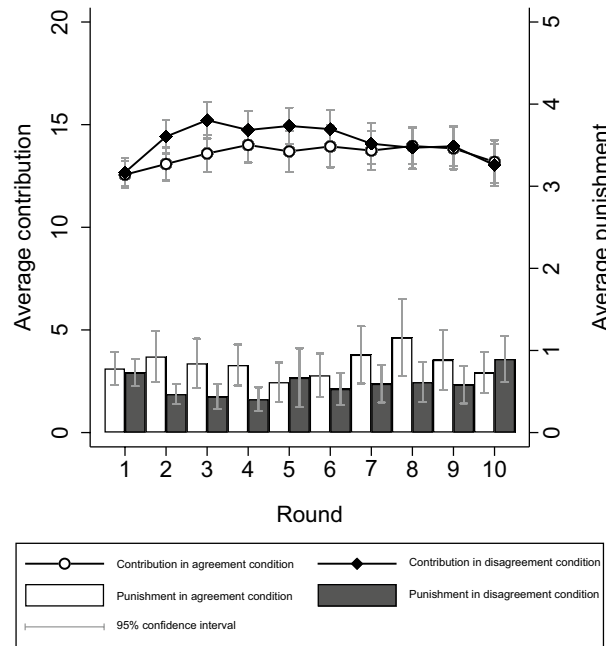 20
15
10
5
0
Average contribution
5
4
3
2
1
0
Average punishment
1 2 3 4 5 6 7 8 9 10
Round
Contribution in agreement condition
Contribution in disagreement condition
Punishment in agreement condition
Punishment in disagreement condition
95% confidence interval